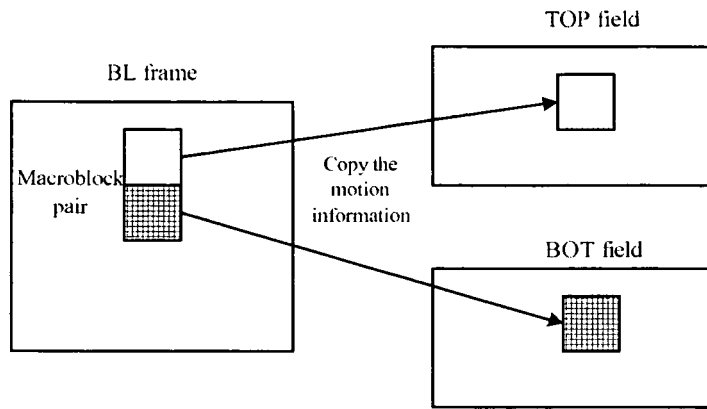 TOP field
BL frame
Macroblock
pair
Copy the
motion
information
BOT field